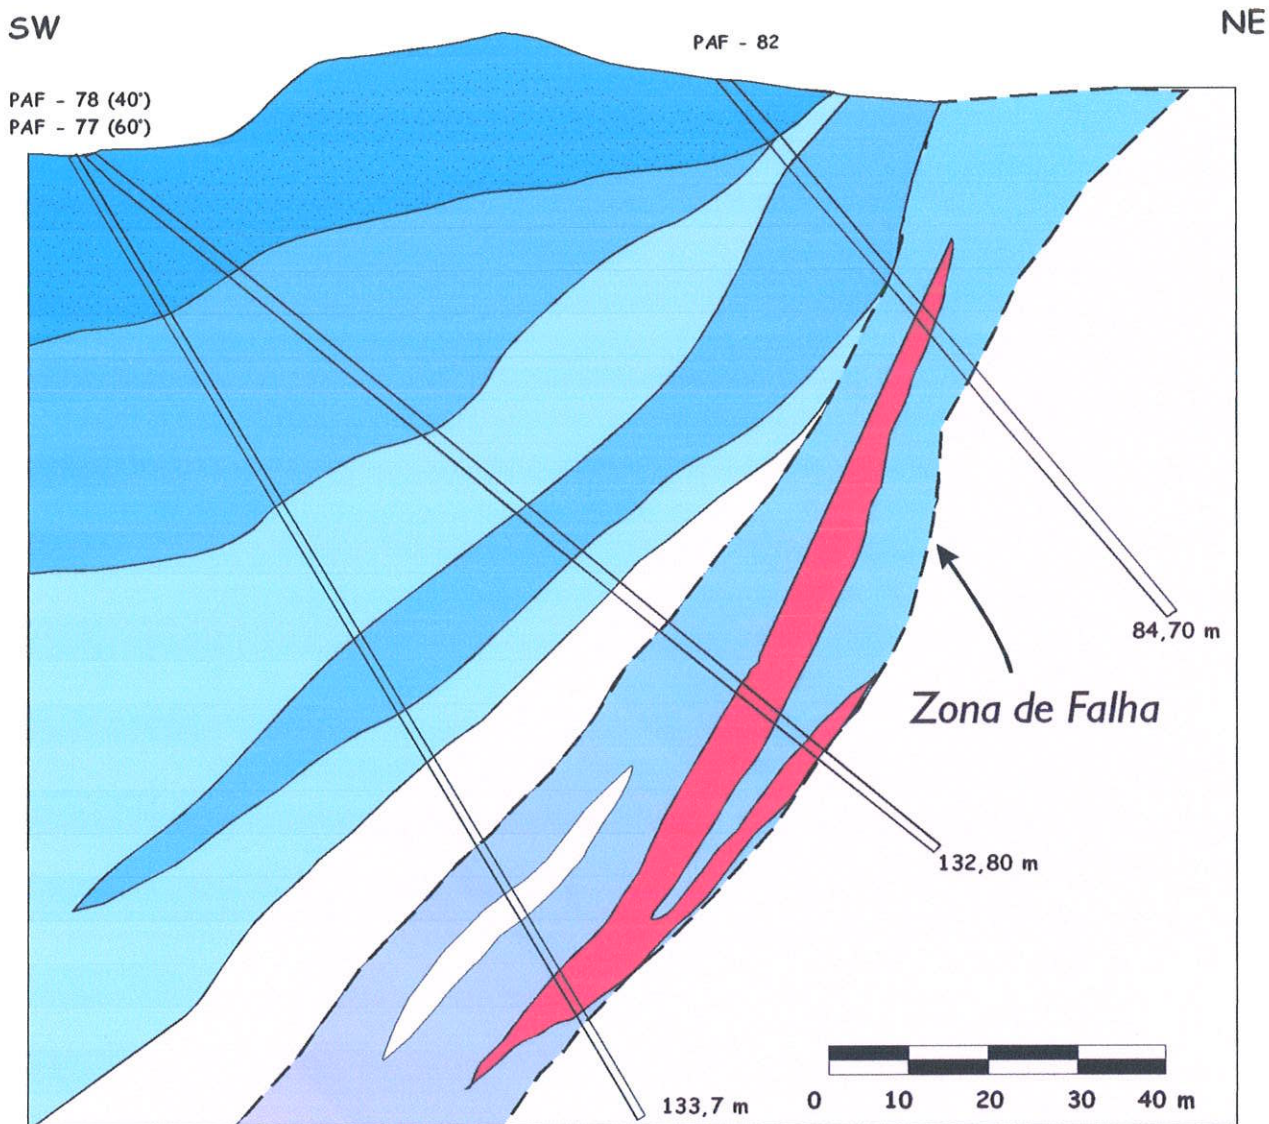 SW
NE
PAF - 82
PAF - 78 (40°)
PAF - 77 (60°)
84,70 m
Zona de Falha
132,80 m
133,7 m
0 10 20 30 40 m